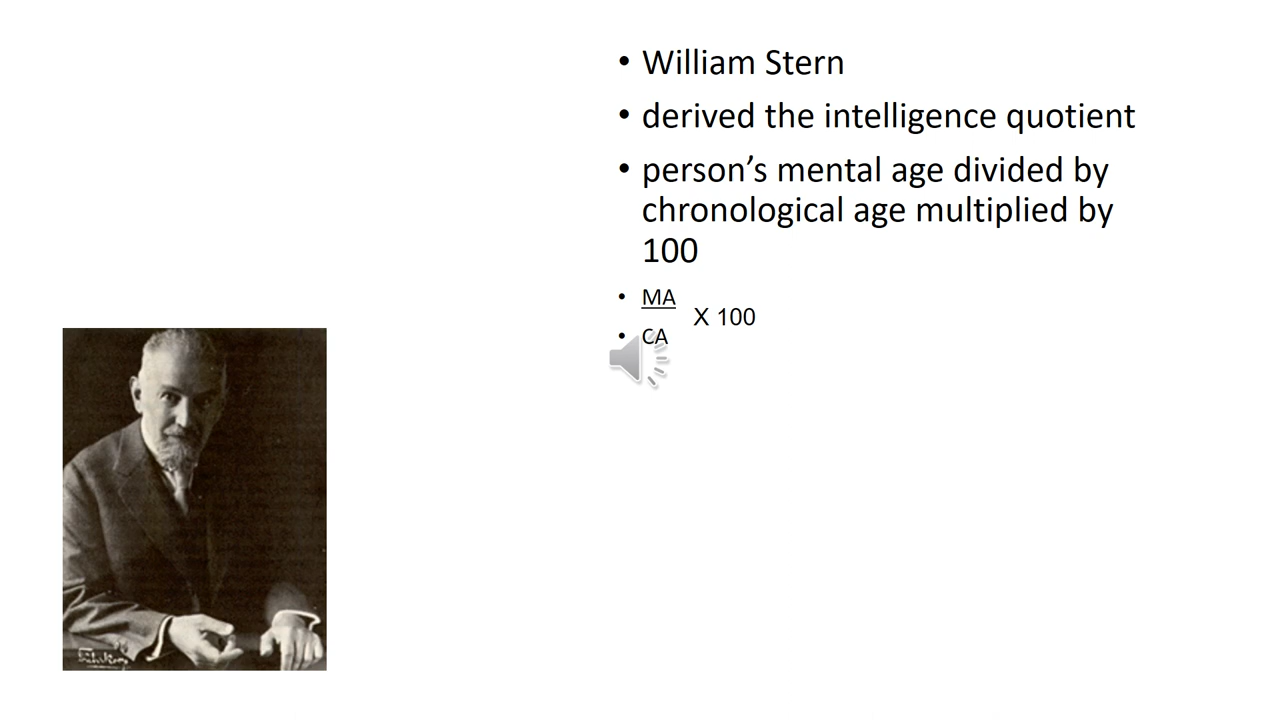 • William Stern
• derived the intelligence quotient
• person’s mental age divided by
chronological age multiplied by
100
• MA
X 100
• CA